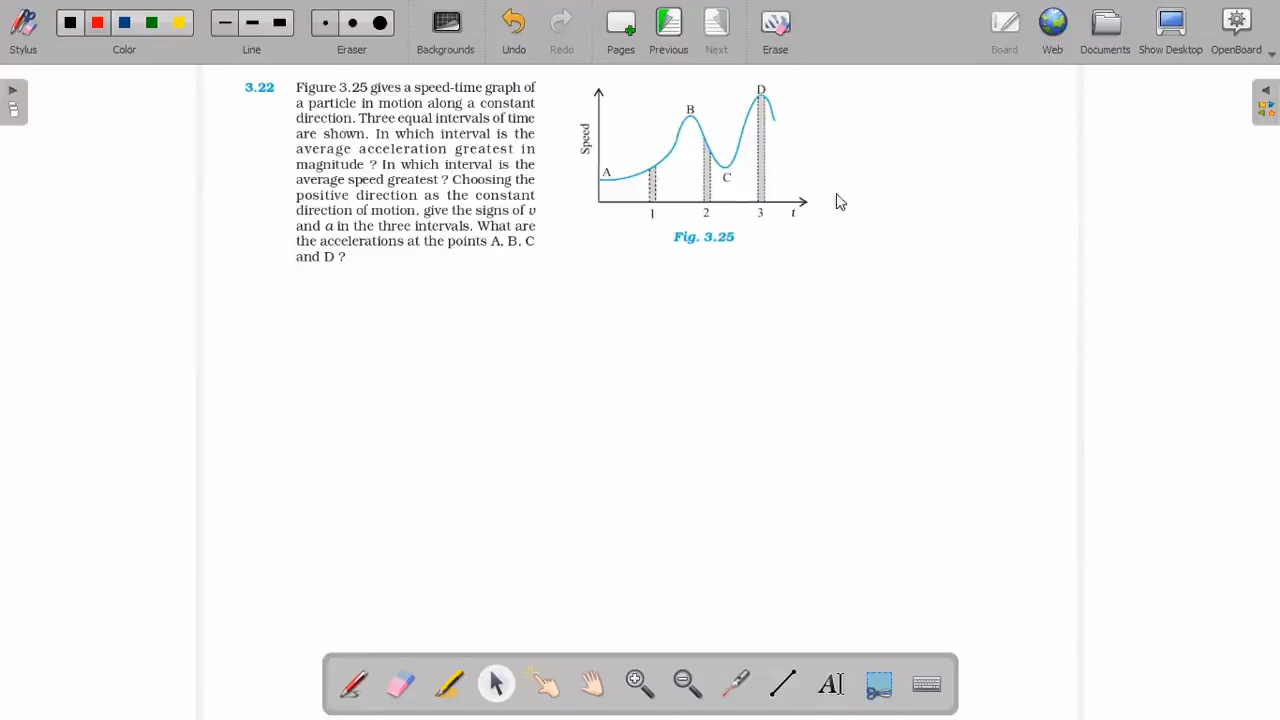 Stylus
Color
Line
Eraser
Backgrounds
Undo
Redo
Pages
Previous
Next
Erase
Board
Web
Documents
Show Desktop
OpenBoard
3.22 Figure 3.25 gives a speed-time graph of
a particle in motion along a constant
direction. Three equal intervals of time
are shown. In which interval is the
average acceleration greatest in
magnitude ? In which interval is the
average speed greatest ? Choosing the
positive direction as the constant
direction of motion, give the signs of v
and a in the three intervals. What are
the accelerations at the points A, B, C
and D ?
Speed
A
B
C
D
1 2 3 t
Fig. 3.25
AI